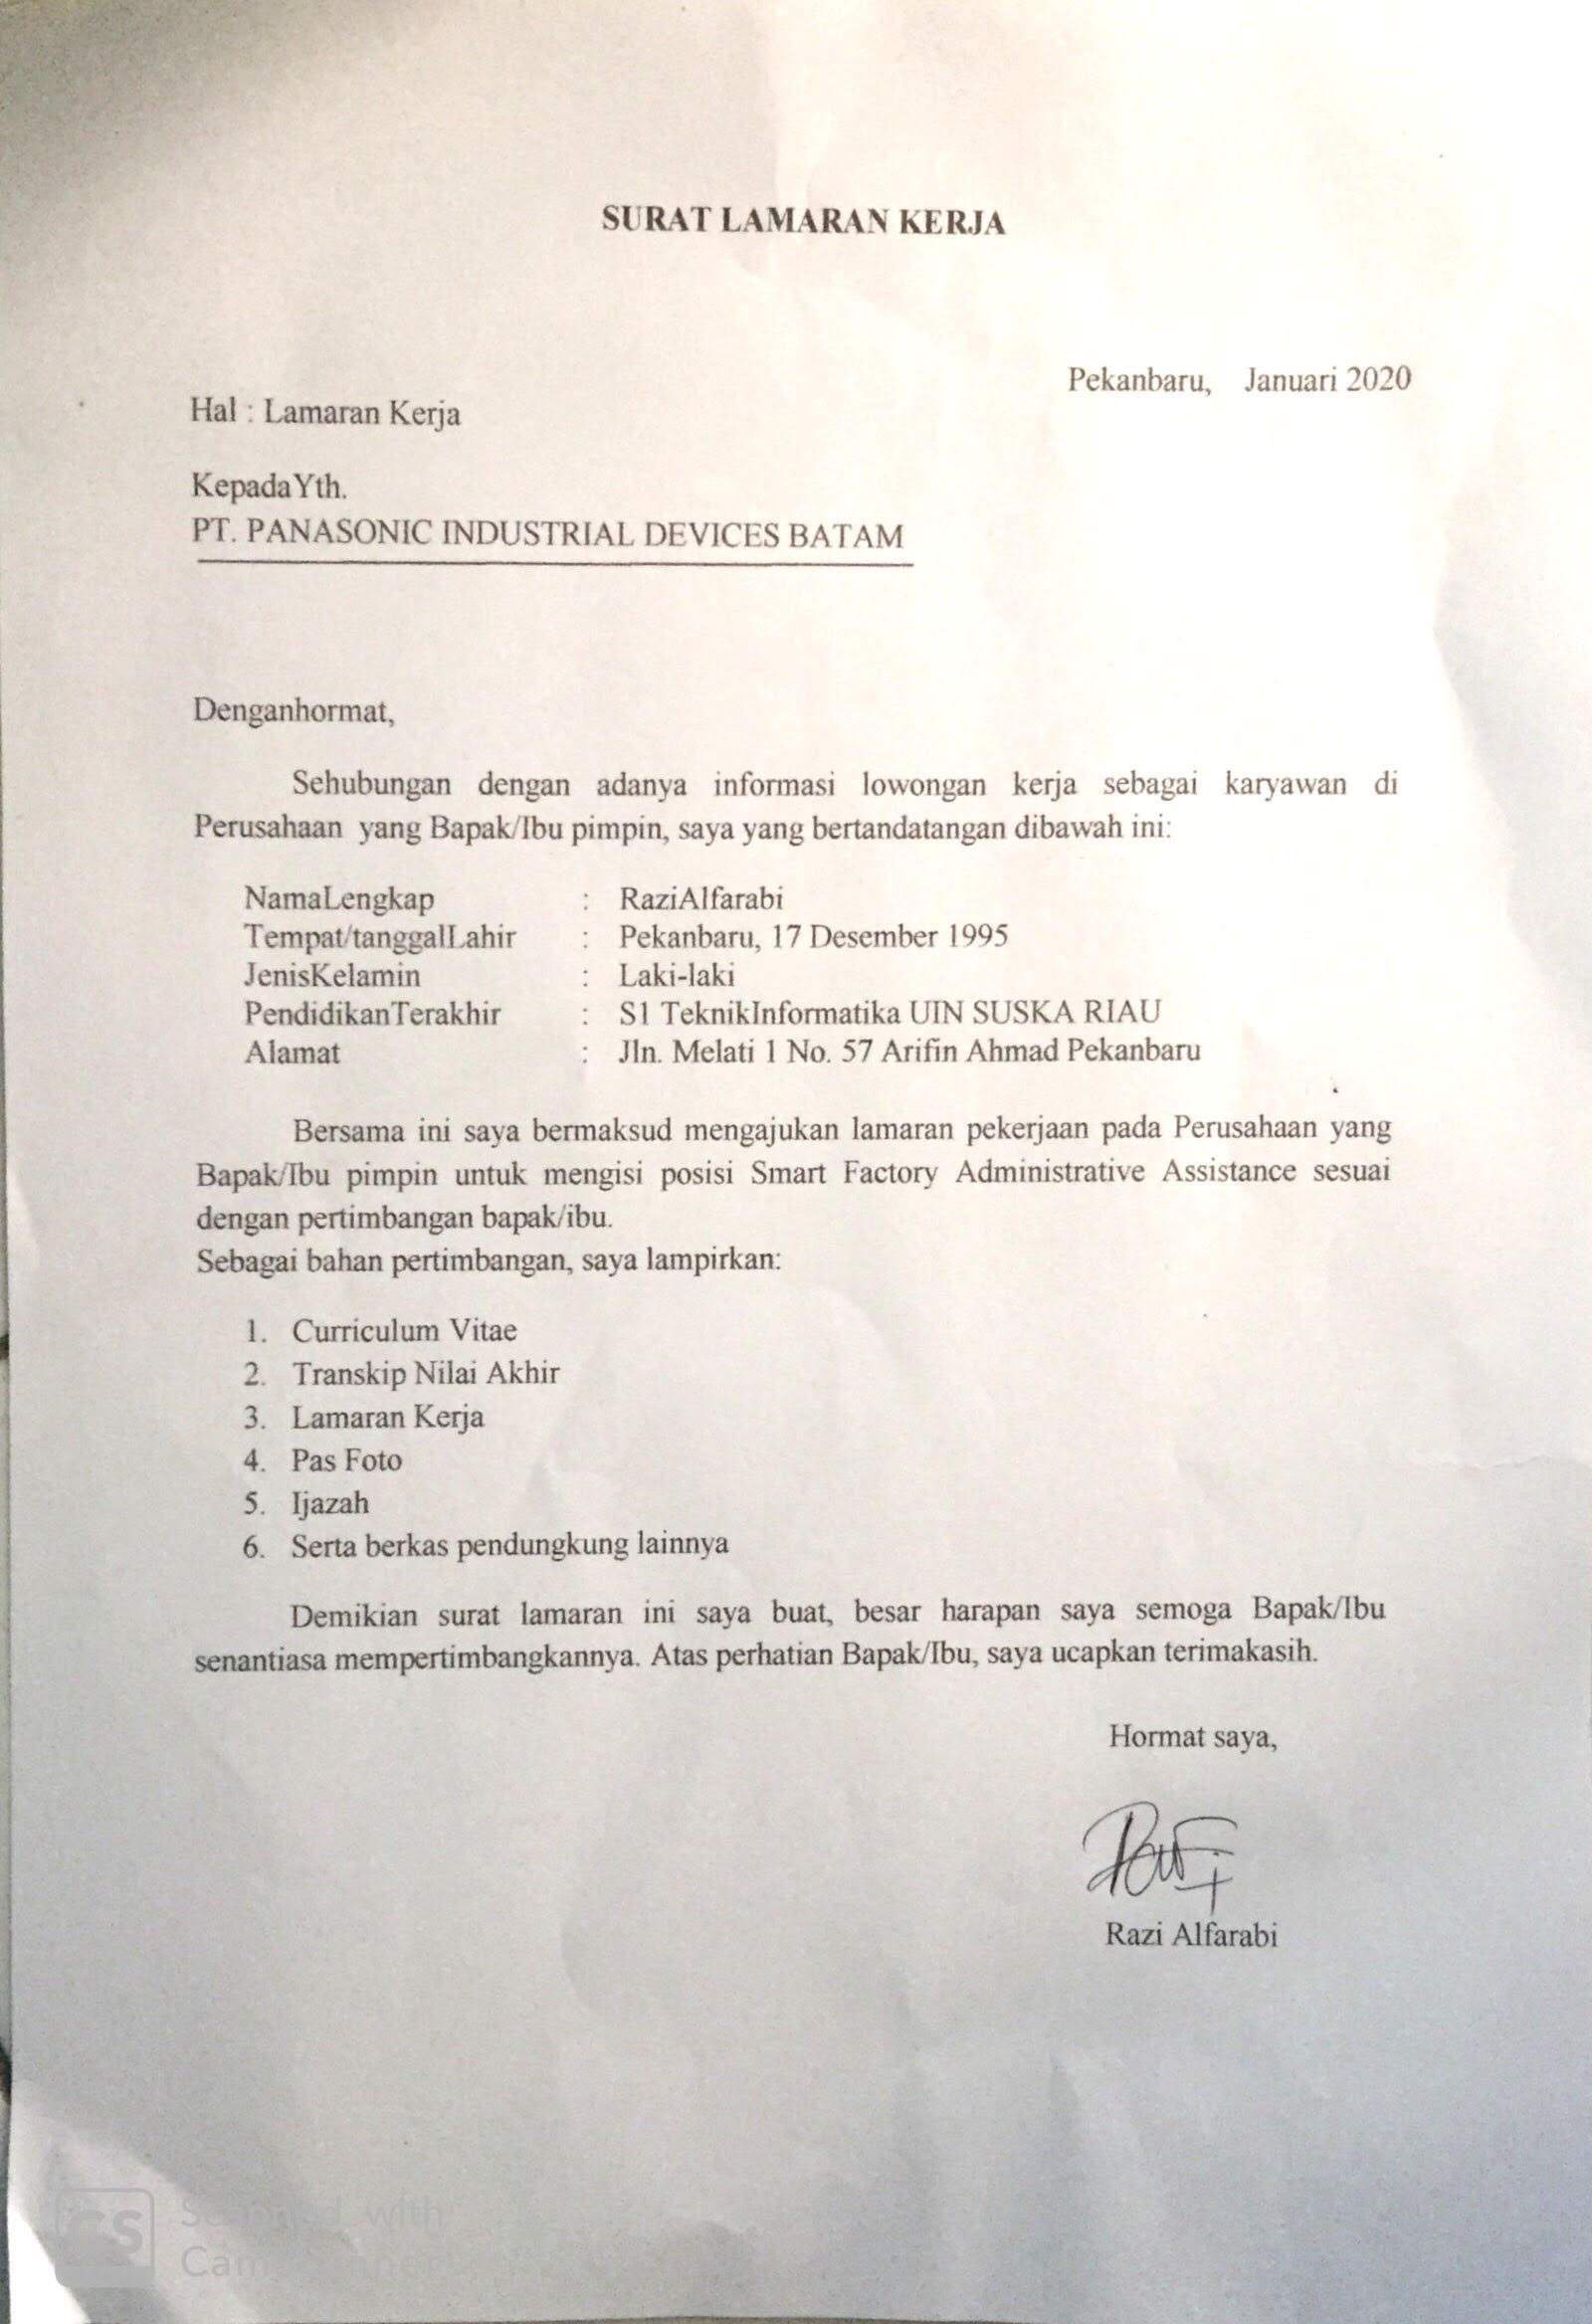 SURAT LAMARAN KERJA
Pekanbaru, Januari 2020
Hal : Lamaran Kerja
KepadaYth.
PT. PANASONIC INDUSTRIAL DEVICES BATAM
Denganhormat,
Sehubungan dengan adanya informasi lowongan kerja sebagai karyawan di
Perusahaan yang Bapak/Ibu pimpin, saya yang bertandatangan dibawah ini:
NamaLengkap : RaziAlfarabi
Tempat/tanggalLahir : Pekanbaru, 17 Desember 1995
JenisKelamin : Laki-laki
PendidikanTerakhir : S1 TeknikInformatika UIN SUSKA RIAU
Alamat : Jln. Melati 1 No. 57 Arifin Ahmad Pekanbaru
Bersama ini saya bermaksud mengajukan lamaran pekerjaan pada Perusahaan yang
Bapak/Ibu pimpin untuk mengisi posisi Smart Factory Administrative Assistance sesuai
dengan pertimbangan bapak/ibu.
Sebagai bahan pertimbangan, saya lampirkan:
1. Curriculum Vitae
2. Transkip Nilai Akhir
3. Lamaran Kerja
4. Pas Foto
5. Ijazah
6. Serta berkas pendungkung lainnya
Demikian surat lamaran ini saya buat, besar harapan saya semoga Bapak/Ibu
senantiasa mempertimbangkannya. Atas perhatian Bapak/Ibu, saya ucapkan terimakasih.
Hormat saya,
Razi Alfarabi
CS
with